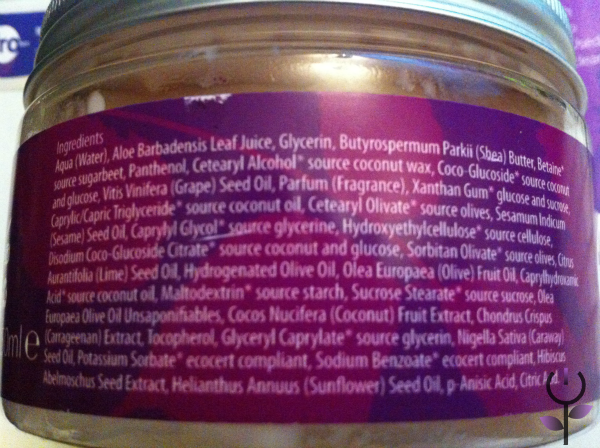 ro-
Ingredients
Aqua (Water), Aloe Barbadensis Leaf Juice, Glycerin, Butyrospermum Parkii (Shea) Butter, Betaine*
source sugarbeet, Panthenol, Cetearyl Alcohol* source coconut wax, Coco-Glucoside* source coconut
and glucose, Vitis Vinifera (Grape) Seed Oil, Parfum (Fragrance), Xanthan Gum* glucose and sucrose,
Caprylic/Capric Triglyceride* source coconut oil, Cetearyl Olivate* source olives, Sesamum Indicum
(Sesame) Seed Oil, Caprylyl Glycol* source glycerine, Hydroxyethylcellulose* source cellulose,
Disodium Coco-Glucoside Citrate* source coconut and glucose, Sorbitan Olivate* source olives, Citrus
Aurantifolia (Lime) Seed Oil, Hydrogenated Olive Oil, Olea Europaea (Olive) Fruit Oil, Caprylhydroxamic
Acid* source coconut oil, Maltodextrin* source starch, Sucrose Stearate* source sucrose, Olea
Europaea Olive Oil Unsaponifiables, Cocos Nucifera (Coconut) Fruit Extract, Chondrus Crispus
(Carrageenan) Extract, Tocopherol, Glyceryl Caprylate* source glycerin, Nigella Sativa (Caraway)
Seed Oil, Potassium Sorbate* ecocert compliant, Sodium Benzoate* ecocert compliant, Hibiscus
Abelmoschus Seed Extract, Helianthus Annuus (Sunflower) Seed Oil, p-Anisic Acid, Citric Acid.
0ml e